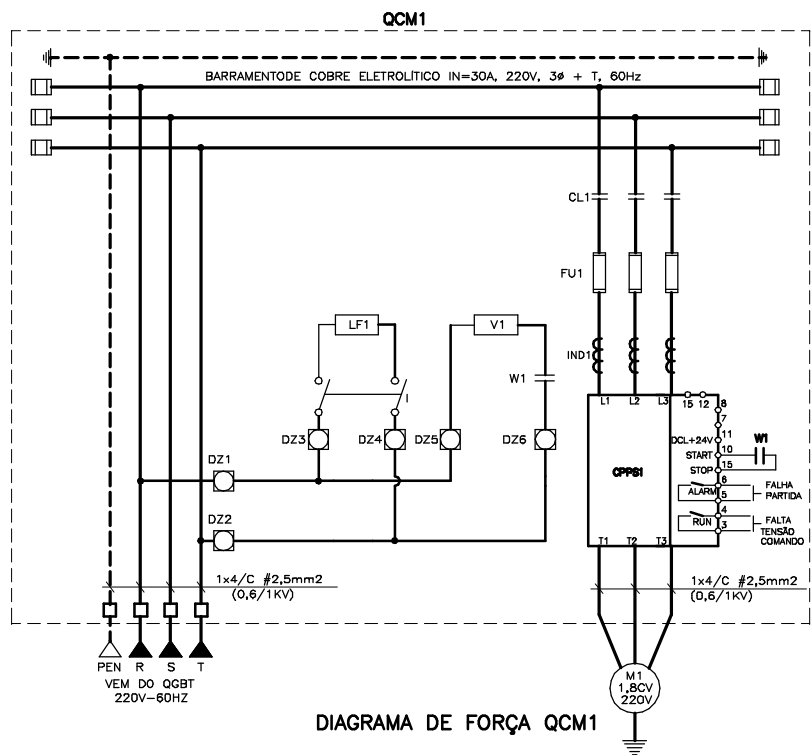 QCM1
BARRAMENTODE COBRE ELETROLÍTICO IN=30A, 220V, 3ø + T, 60Hz
CL1
FU1
LF1
V1
IND1
W1
I
L1 L2 L3
15 12
8
7
DZ3 DZ4 DZ5 DZ6
DCL+24V 11
START 10
W1
CPPS1
STOP 15
DZ1
ALARM 6
5
FALHA
PARTIDA
RUN 4
3
FALTA
TENSÃO
COMANDO
DZ2
T1 T2 T3
1x4/C #2,5mm2
(0,6/1KV)
1x4/C #2,5mm2
(0,6/1KV)
PEN R S T
VEM DO QGBT
220V-60HZ
M1
1,8CV
220V
DIAGRAMA DE FORÇA QCM1